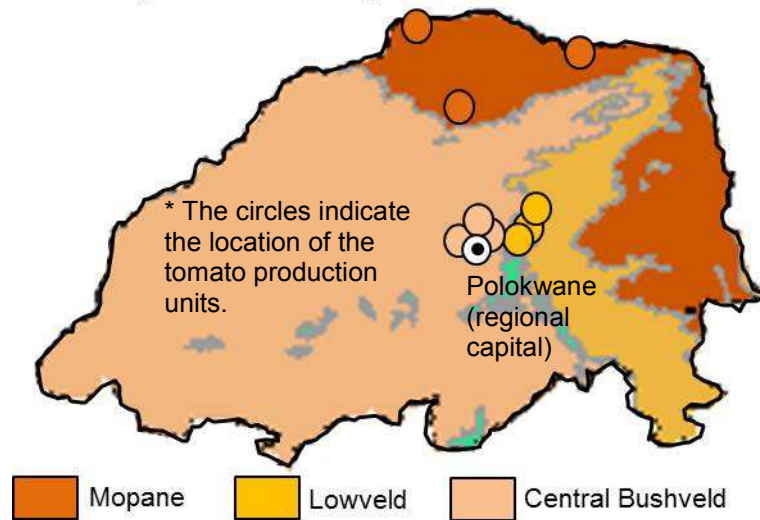 * The circles indicate
the location of the
tomato production
units.
Polokwane
(regional
capital)
Mopane
Lowveld
Central Bushveld